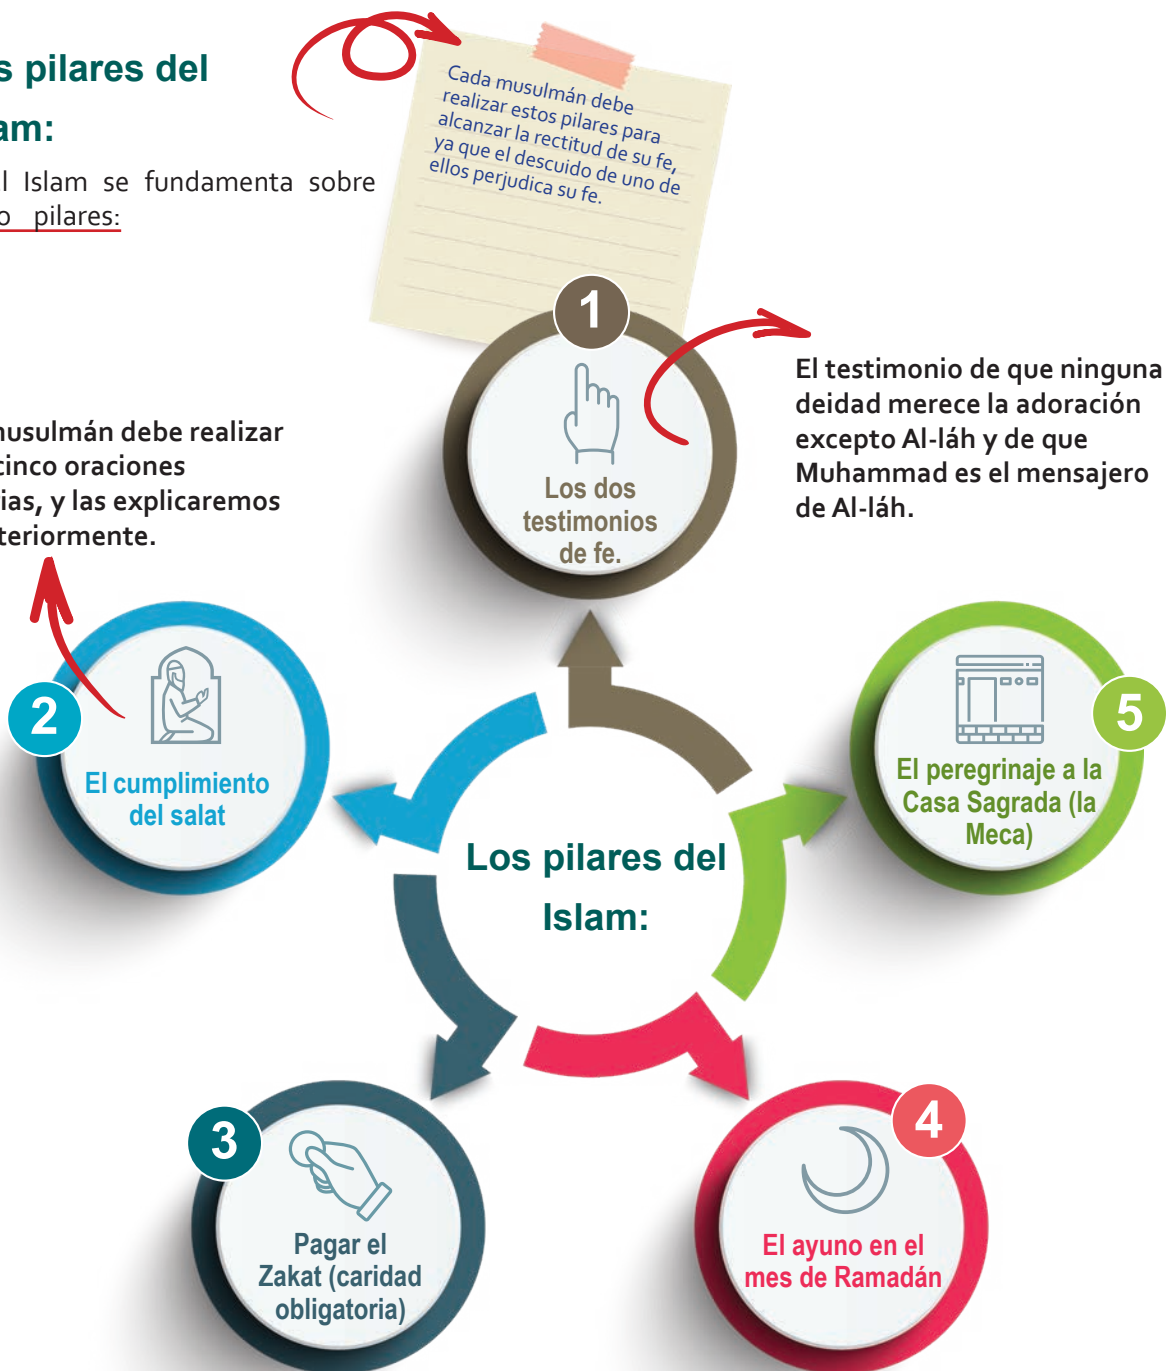 s pilares del
am:
l Islam se fundamenta sobre
o pilares:
Cada musulmán debe
realizar estos pilares para
alcanzar la rectitud de su fe,
ya que el descuido de uno de
ellos perjudica su fe.
1
Los dos
testimonios
de fe.
El testimonio de que ninguna
deidad merece la adoración
excepto Al-láh y de que
Muhammad es el mensajero
de Al-láh.
musulmán debe realizar
cinco oraciones
ias, y las explicaremos
teriormente.
2
El cumplimiento
del salat
5
El peregrinaje a la
Casa Sagrada (la
Meca)
Los pilares del
Islam:
3
Pagar el
Zakat (caridad
obligatoria)
4
El ayuno en el
mes de Ramadán